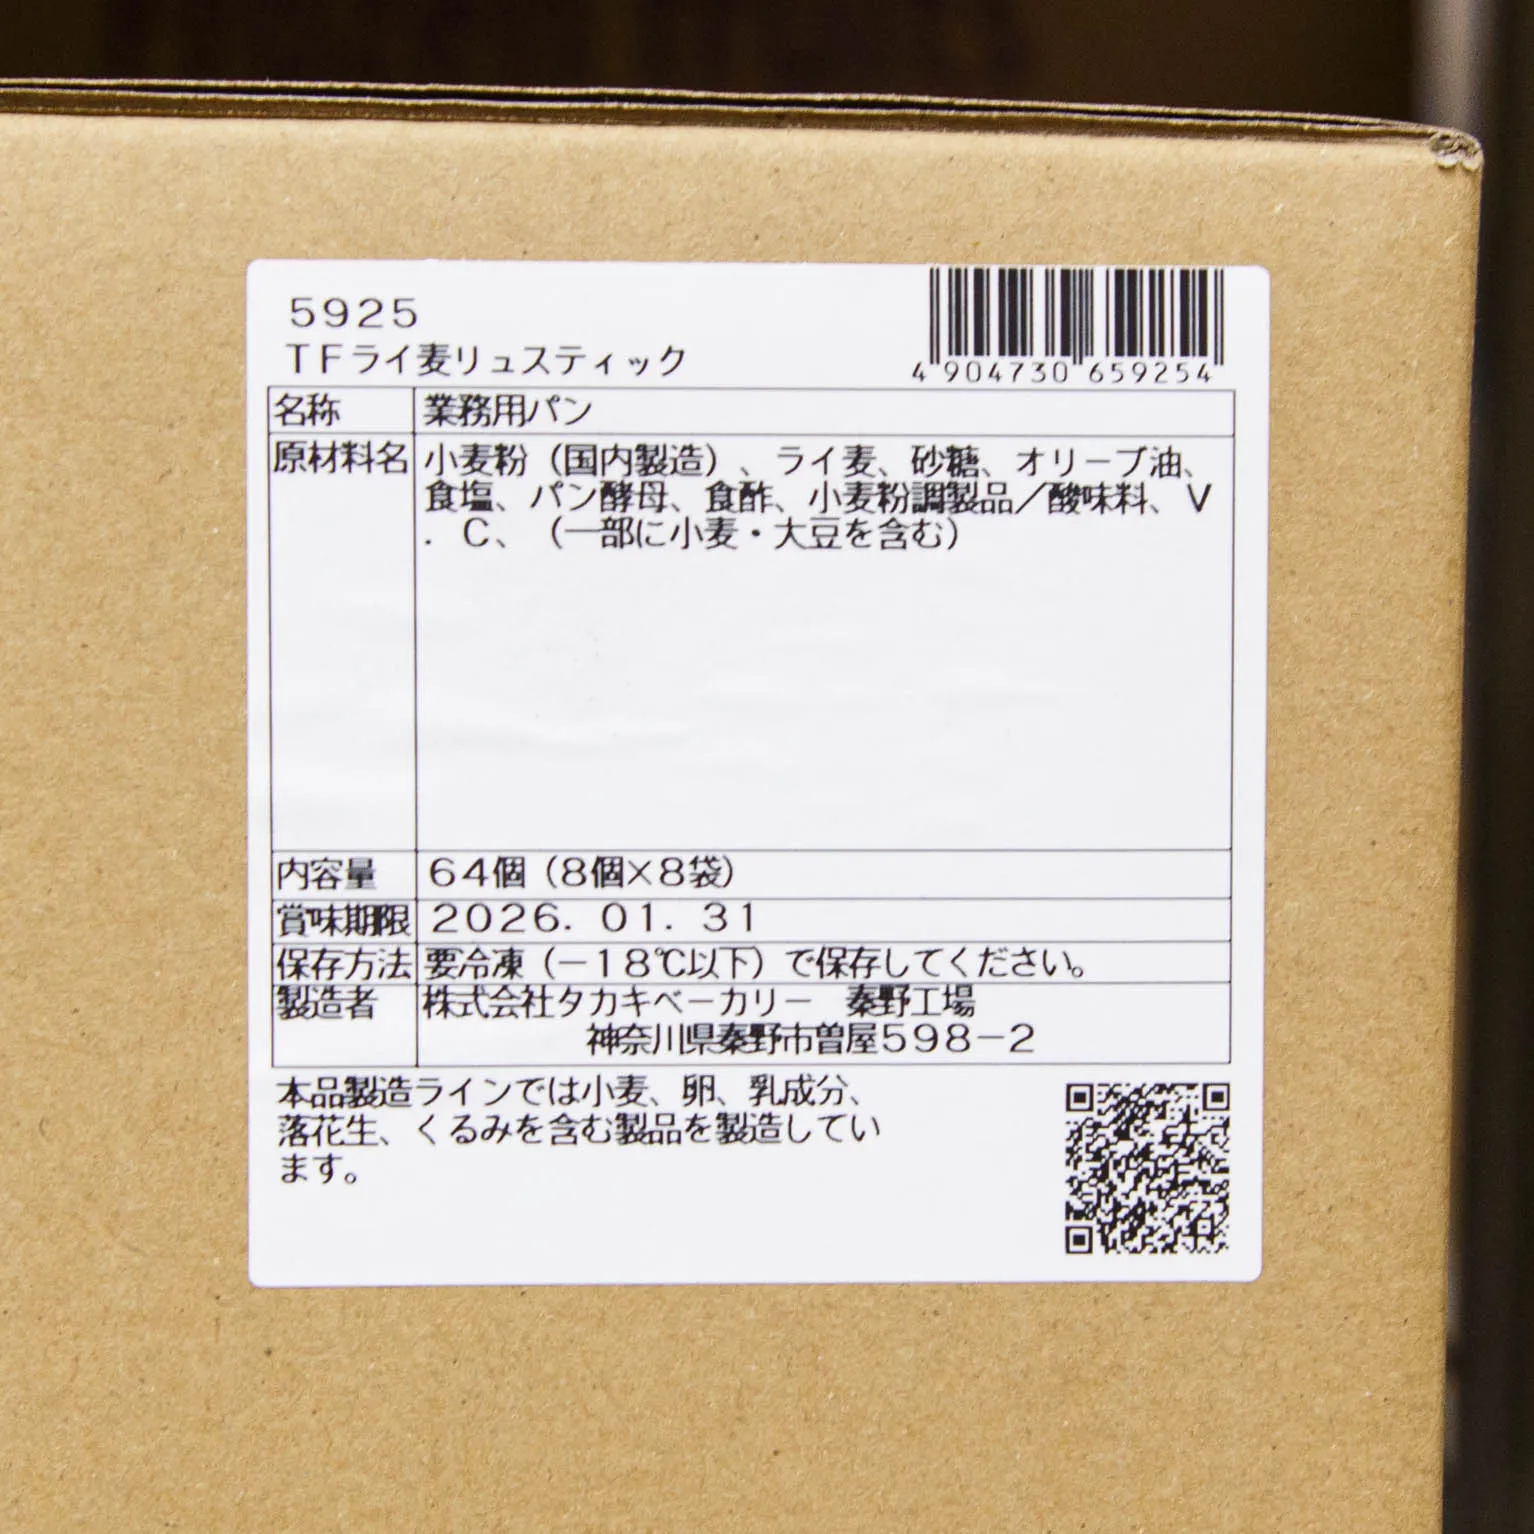 5925
TFライ麦リュスティック
4 904730 659254
名称 業務用パン
原材料名 小麦粉(国内製造)、ライ麦、砂糖、オリーブ油、
食塩、パン酵母、食酢、小麦粉調製品/酸味料、V
.C、(一部に小麦・大豆を含む)
内容量 64個(8個×8袋)
賞味期限 2026.01.31
保存方法 要冷凍(-18℃以下)で保存してください。
製造者 株式会社タカキベーカリー 秦野工場
神奈川県秦野市曽屋598-2
本品製造ラインでは小麦、卵、乳成分、
落花生、くるみを含む製品を製造してい
ます。